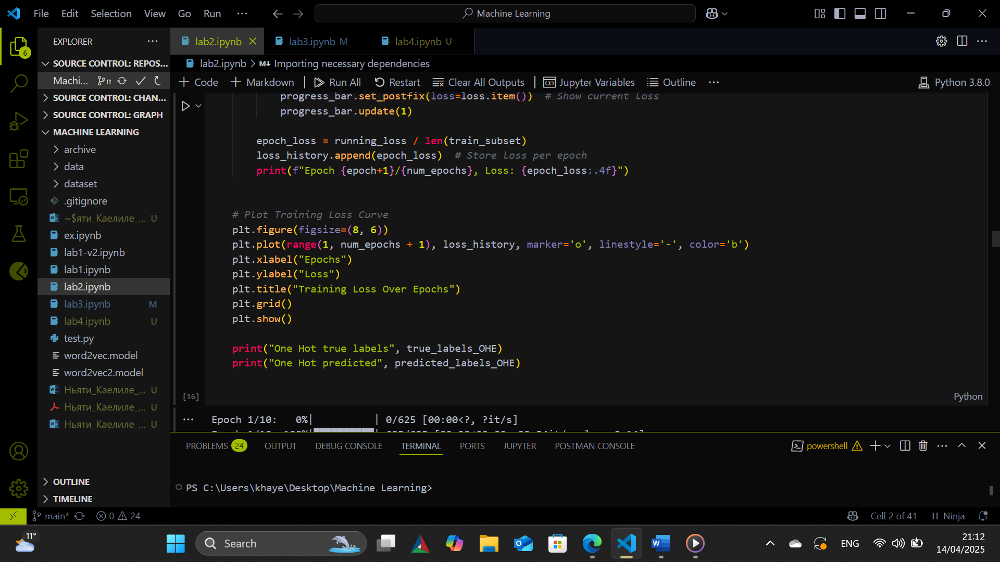 File Edit Selection View Go Run ···
Machine Learning
EXPLORER ···
lab2.ipynb
lab3.ipynb M
lab4.ipynb U
6
SOURCE CONTROL: REPOS...
Machi...
SOURCE CONTROL: CHAN...
SOURCE CONTROL: GRAPH
MACHINE LEARNING
archive
data
dataset
.gitignore
~$яти_Каелиле_... U
ex.ipynb
lab1-v2.ipynb
lab1.ipynb
lab2.ipynb
lab3.ipynb M
lab4.ipynb U
test.py
word2vec.model
word2vec2.model
Ньяти_Каелиле_... U
Ньяти_Каелиле_... U
Ньяти_Каелиле_... U
OUTLINE
TIMELINE
lab2.ipynb > M↓ Importing necessary dependencies
+ Code + Markdown | Run All Restart Clear All Outputs | Jupyter Variables Outline ··· Python 3.8.0
progress_bar.set_postfix(loss=loss.item())  # Show current loss
progress_bar.update(1)
epoch_loss = running_loss / len(train_subset)
loss_history.append(epoch_loss)  # Store loss per epoch
print(f"Epoch {epoch+1}/{num_epochs}, Loss: {epoch_loss:.4f}")
# Plot Training Loss Curve
plt.figure(figsize=(8, 6))
plt.plot(range(1, num_epochs + 1), loss_history, marker='o', linestyle='-', color='b')
plt.xlabel("Epochs")
plt.ylabel("Loss")
plt.title("Training Loss Over Epochs")
plt.grid()
plt.show()
print("One Hot true labels", true_labels_OHE)
print("One Hot predicted", predicted_labels_OHE)
[16]
Python
··· Epoch 1/10:   0%|          | 0/625 [00:00<?, ?it/s]
PROBLEMS 24 OUTPUT DEBUG CONSOLE TERMINAL PORTS JUPYTER POSTMAN CONSOLE
powershell
PS C:\Users\khaye\Desktop\Machine Learning>
main* 0 24
Cell 2 of 41 Ninja
11°
Search
ENG
21:12
14/04/2025